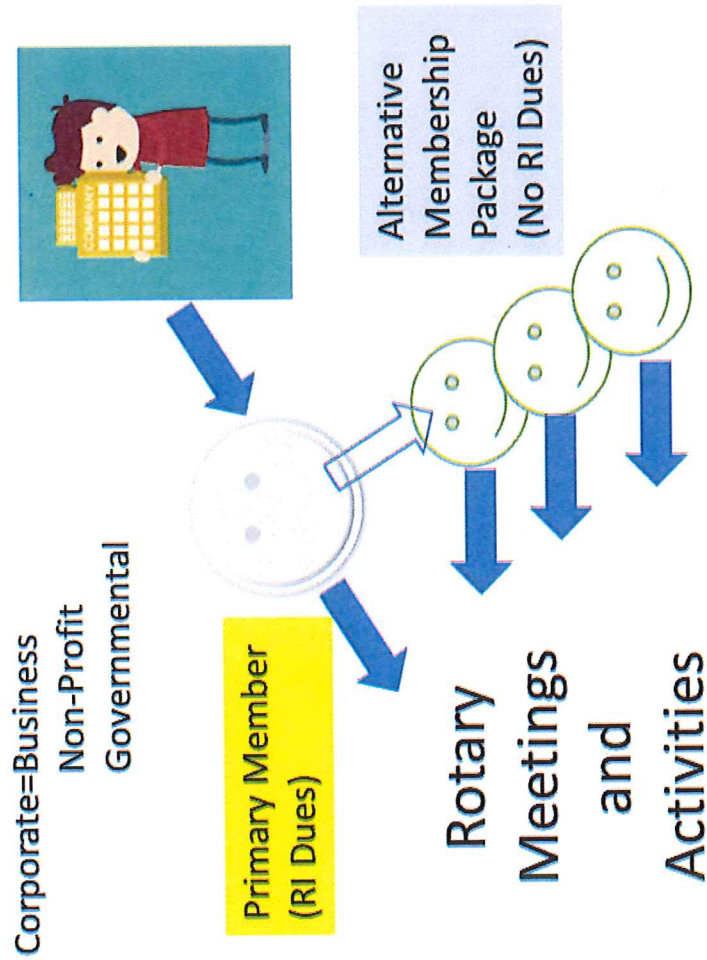 Corporate=Business
Non-Profit
Governmental
COMPANY
Primary Member
(RI Dues)
Alternative
Membership
Package
(No RI Dues)
Rotary
Meetings
and
Activities